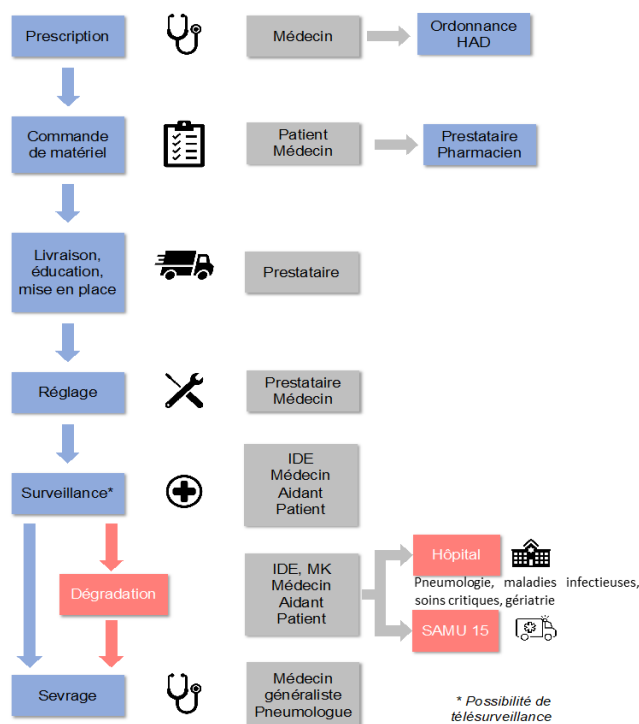 Prescription
Médecin
Ordonnance
HAD
Commande
de matériel
Patient
Médecin
Prestataire
Pharmacien
Livraison,
éducation,
mise en place
Prestataire
Réglage
Prestataire
Médecin
Surveillance*
IDE
Médecin
Aidant
Patient
Dégradation
IDE, MK
Médecin
Aidant
Patient
Hôpital
Pneumologie, maladies infectieuses,
soins critiques, gériatrie
SAMU 15
Sevrage
Médecin
généraliste
Pneumologue
* Possibilité de
télésurveillance